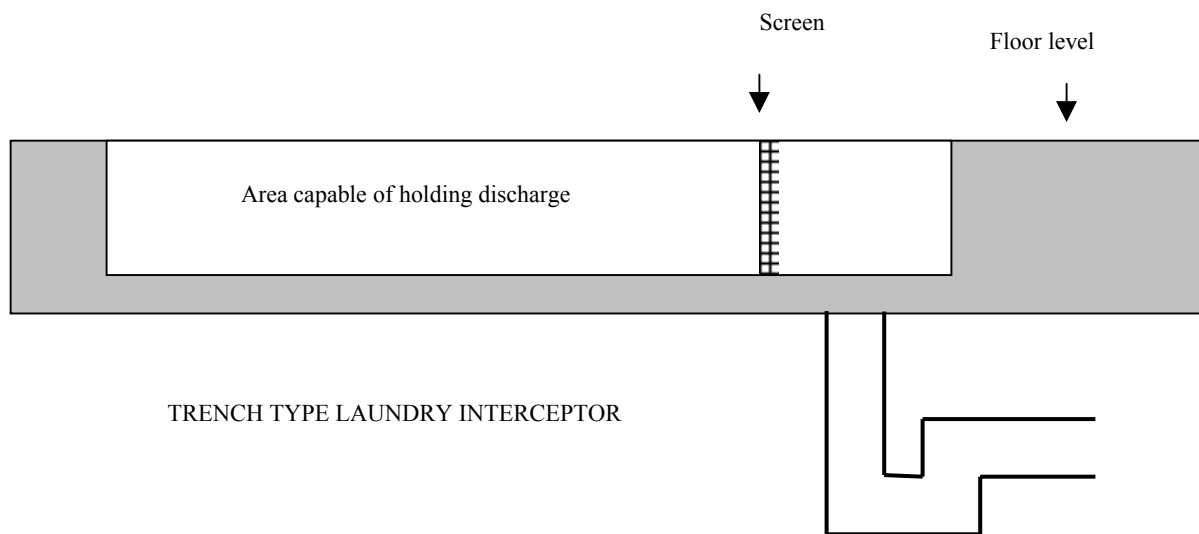 Screen
Floor level
Area capable of holding discharge
TRENCH TYPE LAUNDRY INTERCEPTOR